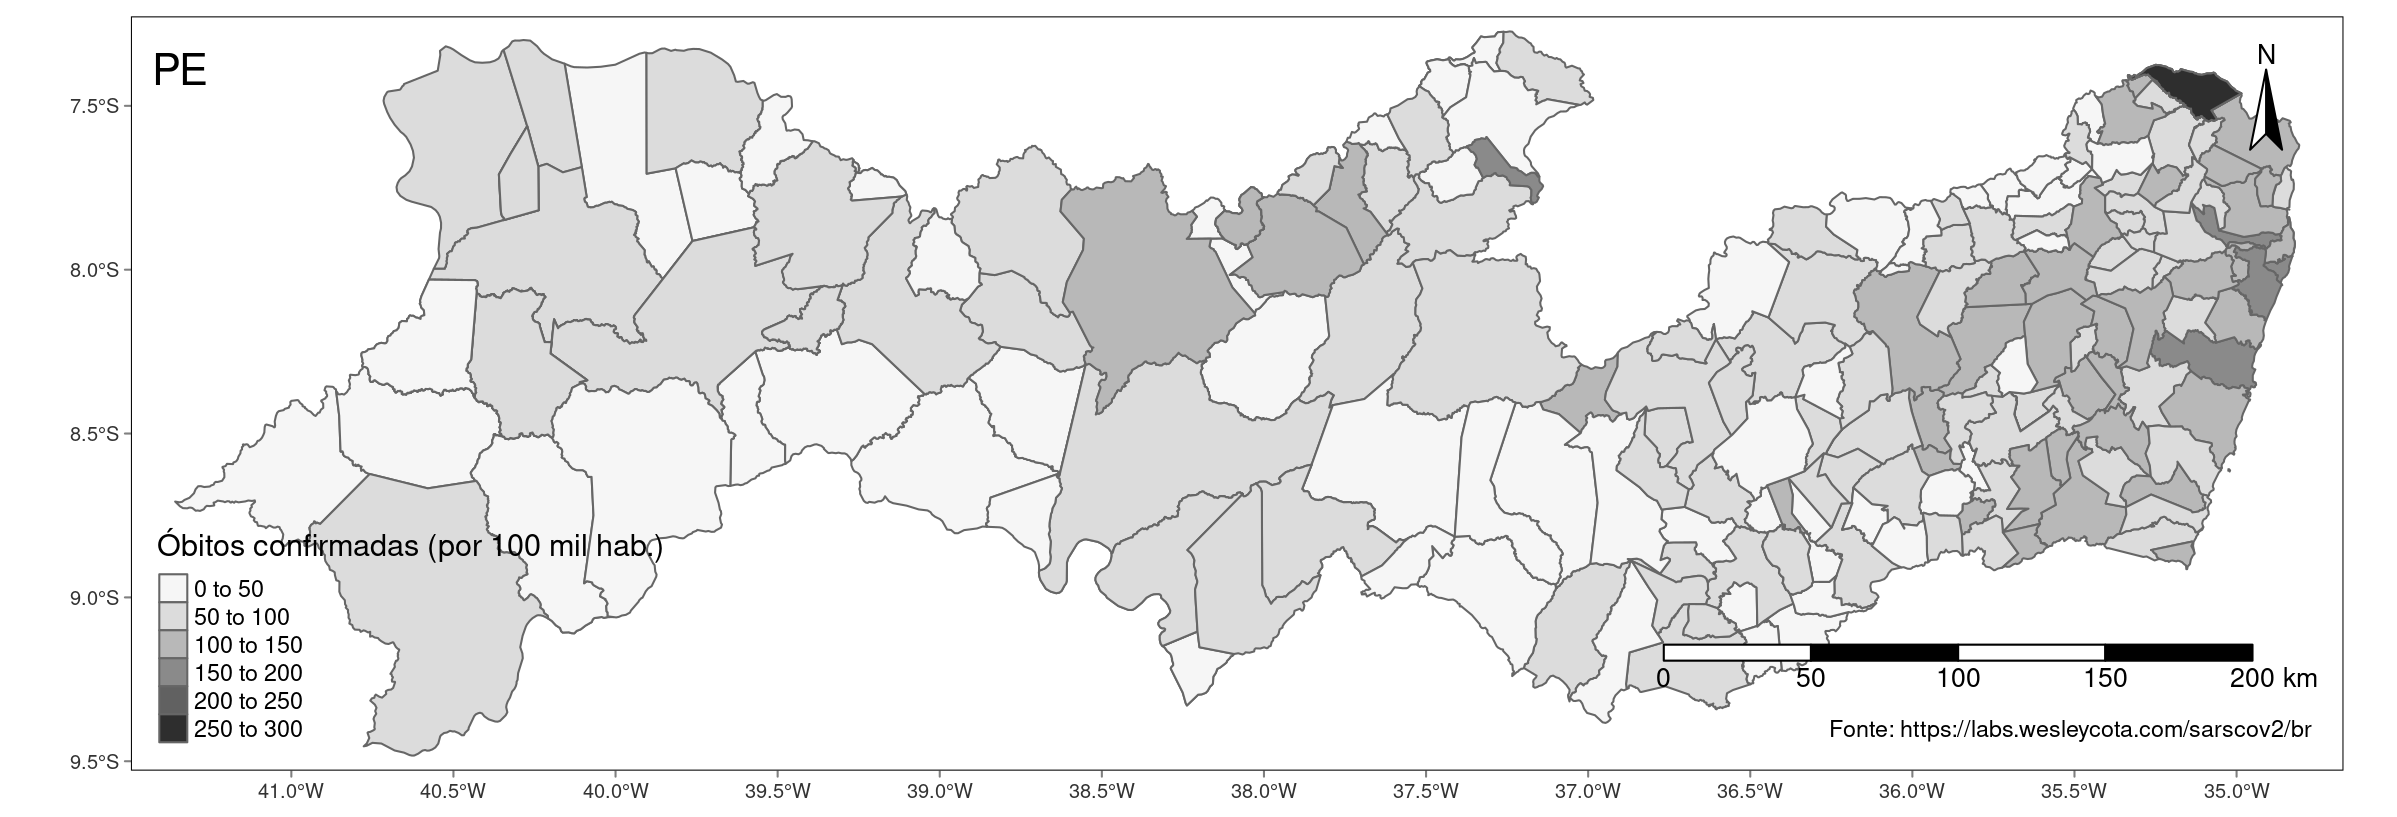 PE
N
7.5°S
8.0°S
8.5°S
9.0°S
9.5°S
Óbitos confirmadas (por 100 mil hab.)
0 to 50
50 to 100
100 to 150
150 to 200
200 to 250
250 to 300
0 50 100 150 200 km
Fonte: https://labs.wesleycota.com/sarscov2/br
41.0°W 40.5°W 40.0°W 39.5°W 39.0°W 38.5°W 38.0°W 37.5°W 37.0°W 36.5°W 36.0°W 35.5°W 35.0°W